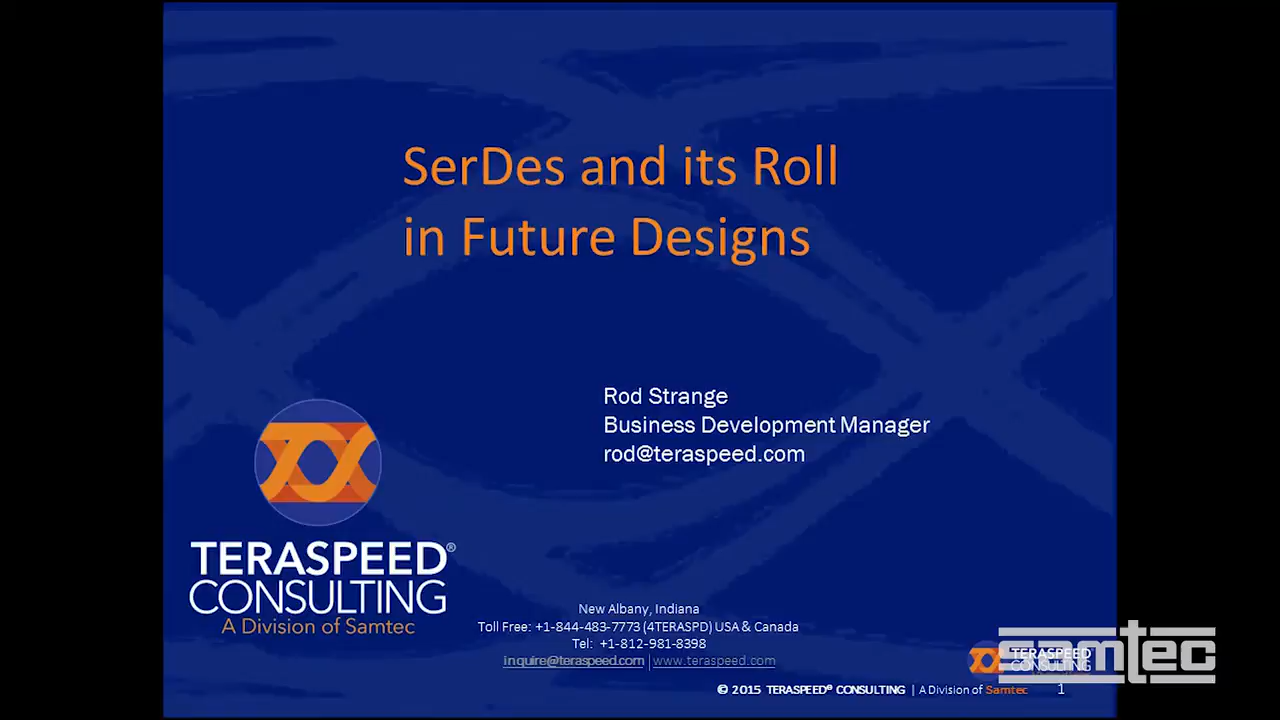 SerDes and its Roll
in Future Designs
Rod Strange
Business Development Manager
rod@teraspeed.com
TERASPEED®
CONSULTING
A Division of Samtec
New Albany, Indiana
Toll Free: +1-844-483-7773 (4TERASPD) USA & Canada
Tel: +1-812-981-8398
inquire@teraspeed.com | www.teraspeed.com
TERASPEED
CONSULTING
samtec
© 2015 TERASPEED® CONSULTING | A Division of Samtec 1